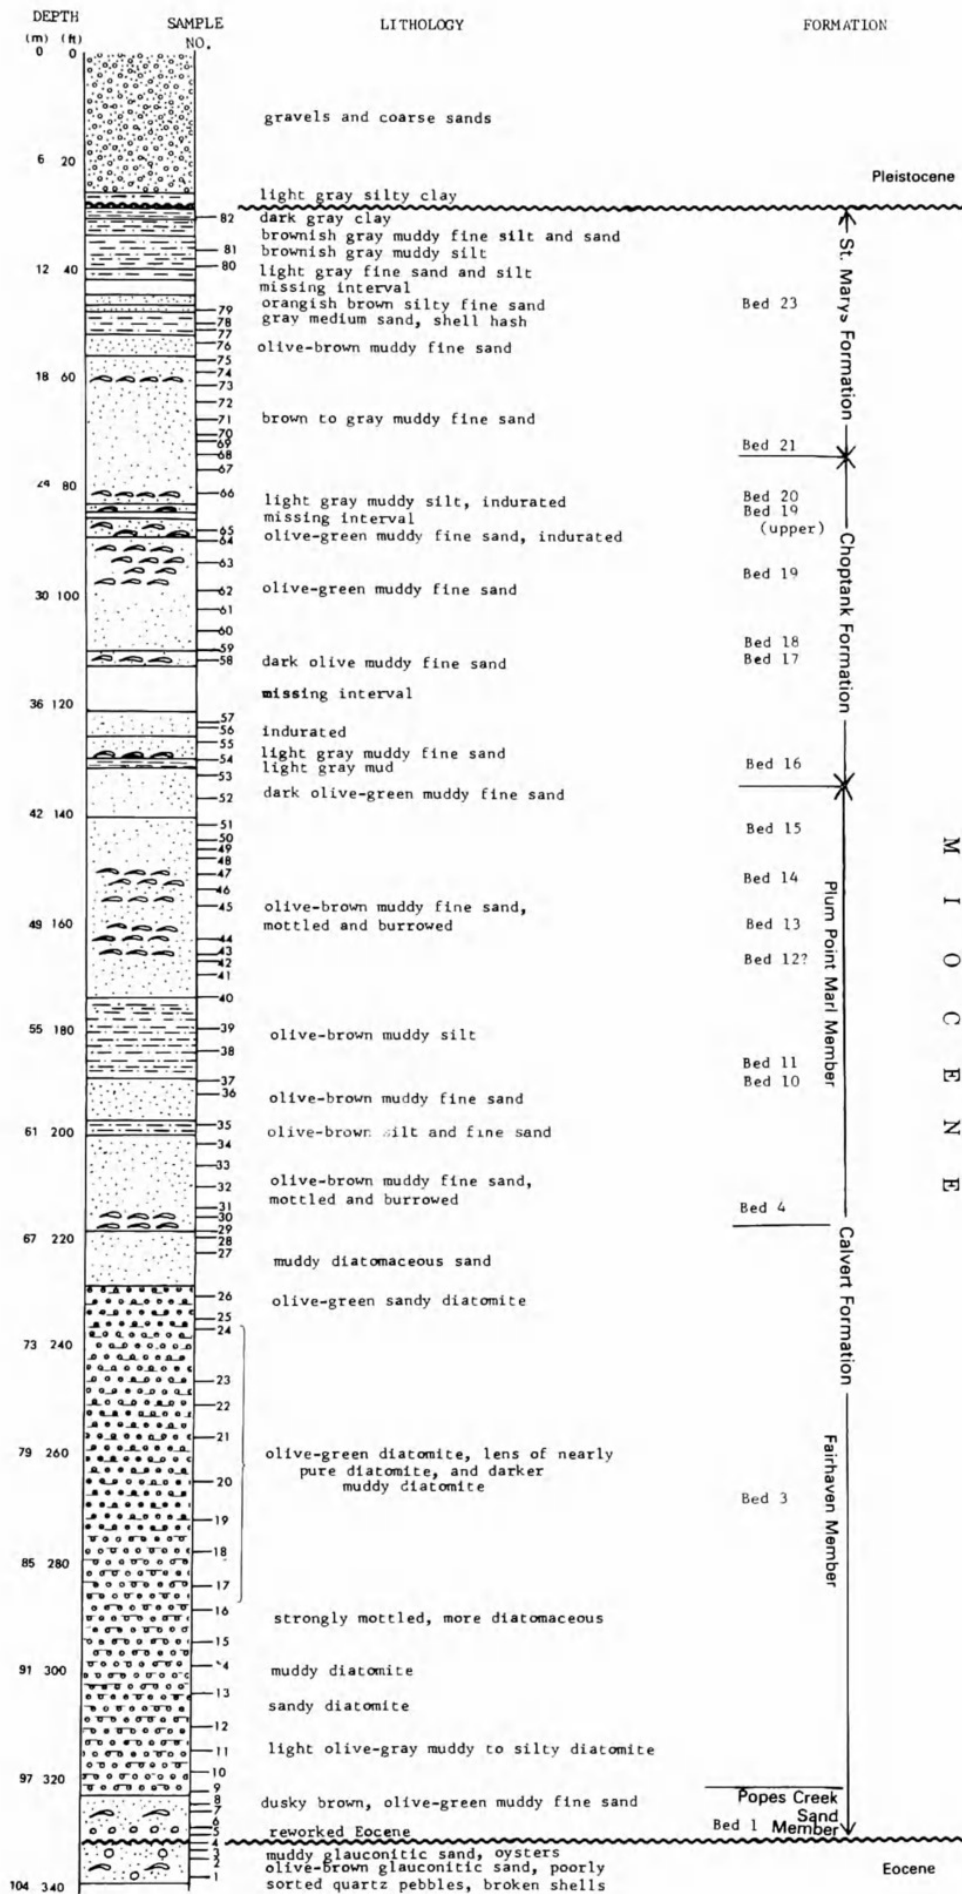 DEPTH
SAMPLE
LITHOLOGY
FORMATION
(m) (ft)
NO.
0 0
gravels and coarse sands
6 20
Pleistocene
light gray silty clay
82 dark gray clay
brownish gray muddy fine silt and sand
81 brownish gray muddy silt
80
12 40
light gray fine sand and silt
missing interval
orangish brown silty fine sand
Bed 23
79
78 gray medium sand, shell hash
77
76 olive-brown muddy fine sand
75
74
18 60
73
72
71 brown to gray muddy fine sand
70
69
68
Bed 21
67
St. Marys Formation
80
66
light gray muddy silt, indurated
Bed 20
missing interval
Bed 19
(upper)
65
64 olive-green muddy fine sand, indurated
63
Bed 19
62 olive-green muddy fine sand
30 100
61
60
59
Bed 18
58 dark olive muddy fine sand
Bed 17
missing interval
36 120
57
56 indurated
55
54 light gray muddy fine sand
light gray mud
Bed 16
53
52 dark olive-green muddy fine sand
Choptank Formation
42 140
51
Bed 15
50
49
48
47
Bed 14
46
45 olive-brown muddy fine sand,
mottled and burrowed
49 160
Bed 13
44
43
42
Bed 12?
41
40
55 180
39 olive-brown muddy silt
38
Bed 11
37
Bed 10
36 olive-brown muddy fine sand
35 olive-brown silt and fine sand
61 200
34
33
32 olive-brown muddy fine sand,
mottled and burrowed
31
30
Bed 4
29
Plum Point Marl Member
67 220
28
27 muddy diatomaceous sand
26 olive-green sandy diatomite
25
24
73 240
23
22
21
79 260
olive-green diatomite, lens of nearly
pure diatomite, and darker
muddy diatomite
20
Bed 3
19
18
85 280
17
16 strongly mottled, more diatomaceous
15
91 300
muddy diatomite
13
sandy diatomite
12
11 light olive-gray muddy to silty diatomite
10
97 320
9
Calvert Formation
Fairhaven Member
8 dusky brown, olive-green muddy fine sand
Popes Creek
Sand
Member
7
6
5 reworked Eocene
Bed 1
4
3 muddy glauconitic sand, oysters
2 olive-brown glauconitic sand, poorly
1
sorted quartz pebbles, broken shells
Eocene
104 340
MIOCENE